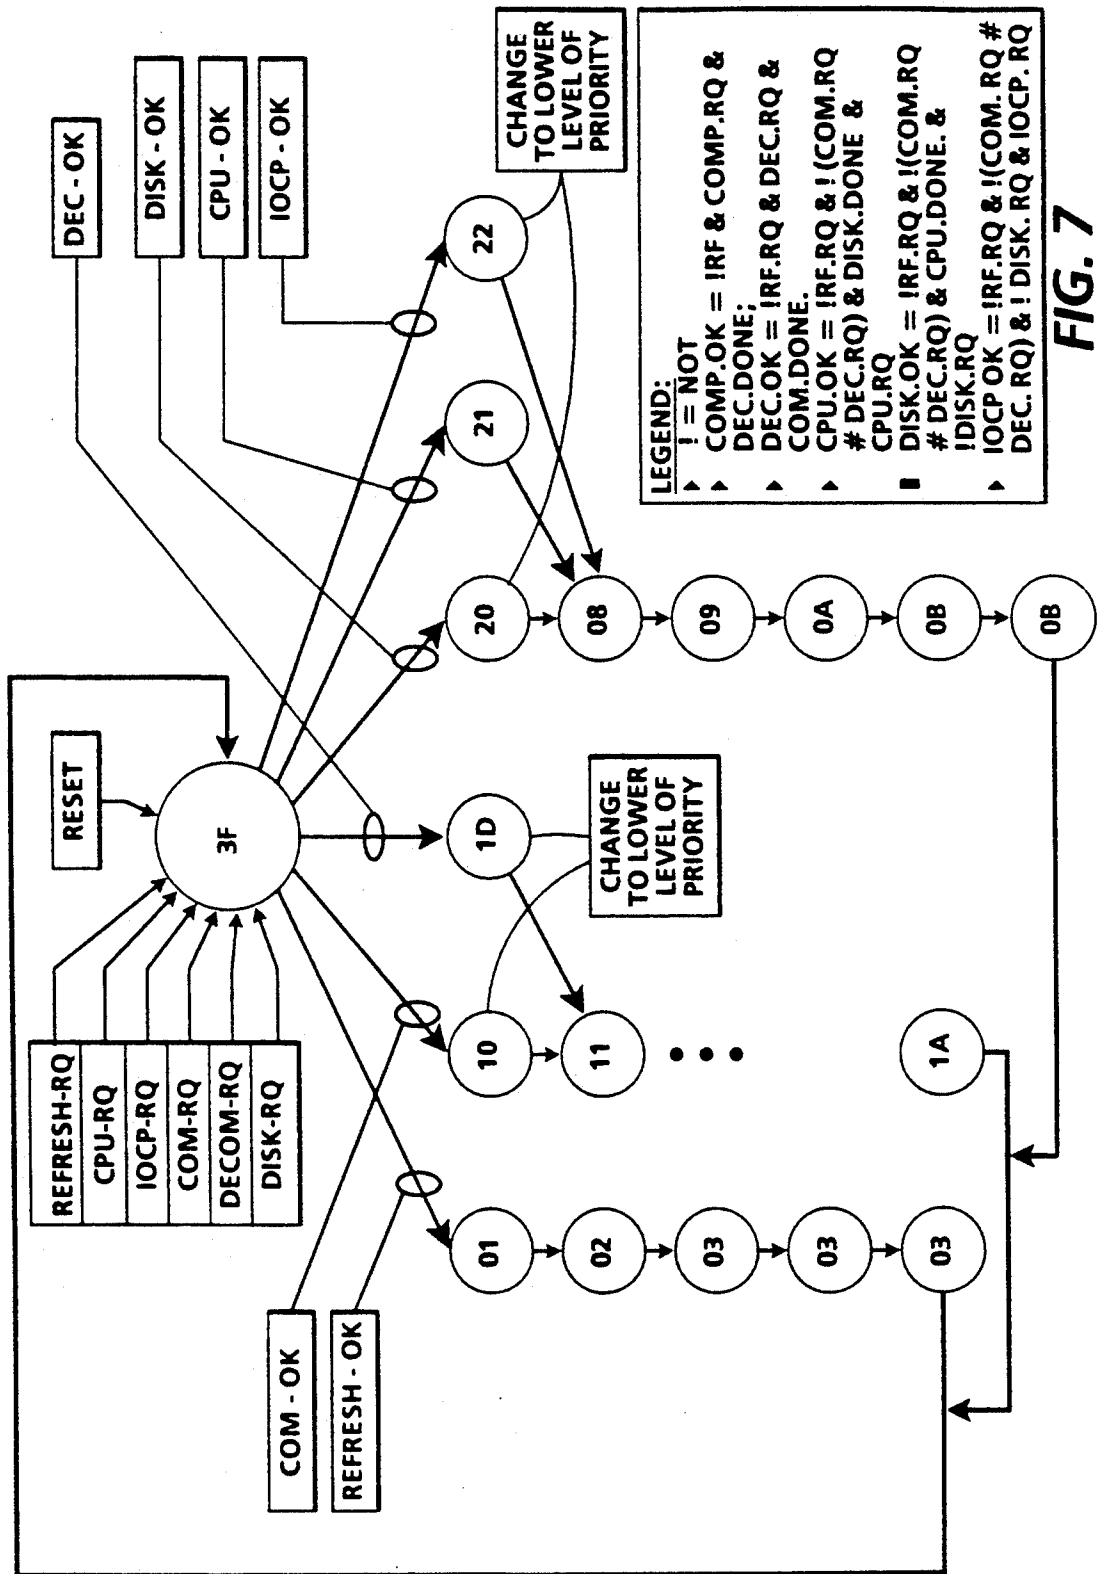 RESET
REFRESH-RQ
CPU-RQ
IOCP-RQ
COM-RQ
DECOM-RQ
DISK-RQ
3F
DEC - OK
DISK - OK
CPU - OK
IOCP - OK
COM - OK
REFRESH - OK
01
02
03
03
03
10
11
1A
1D
CHANGE
TO LOWER
LEVEL OF
PRIORITY
20
08
09
0A
0B
0B
21
22
CHANGE
TO LOWER
LEVEL OF
PRIORITY
LEGEND:
! = NOT
COMP.OK = !RF & COMP.RQ &
DEC.DONE;
DEC.OK = !RF.RQ & DEC.RQ &
COM.DONE.
CPU.OK = !RF.RQ & ! (COM.RQ
# DEC.RQ) & DISK.DONE &
CPU.RQ
DISK.OK = !RF.RQ & !(COM.RQ
# DEC.RQ) & CPU.DONE. &
!DISK.RQ
IOCP OK = !RF.RQ & !(COM. RQ #
DEC. RQ) & ! DISK. RQ & IOCP. RQ
FIG. 7